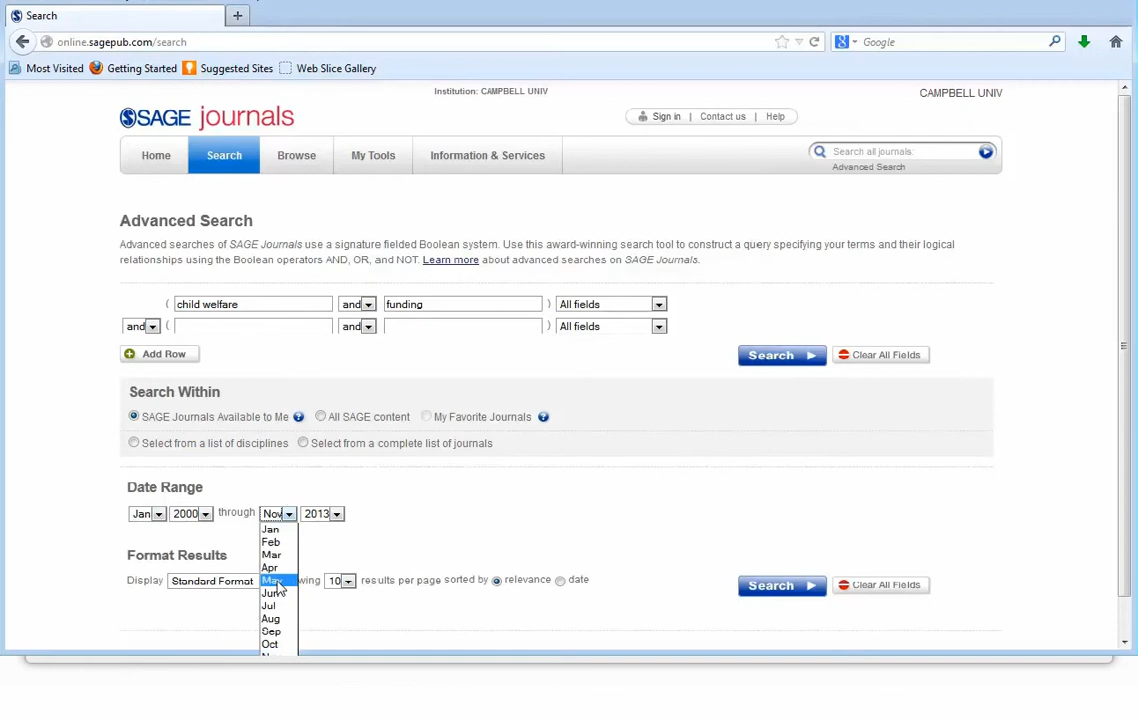 Search
online.sagepub.com/search
Google
Most Visited Getting Started Suggested Sites Web Slice Gallery
Institution: CAMPBELL UNIV
CAMPBELL UNIV
SAGE journals
Sign in | Contact us | Help
Home Search Browse My Tools Information & Services
Search all journals:
Advanced Search
Advanced Search
Advanced searches of SAGE Journals use a signature fielded Boolean system. Use this award-winning search tool to construct a query specifying your terms and their logical
relationships using the Boolean operators AND, OR, and NOT. Learn more about advanced searches on SAGE Journals.
( child welfare and funding ) All fields
and ( and ) All fields
Add Row
Search Clear All Fields
Search Within
SAGE Journals Available to Me ? All SAGE content My Favorite Journals ?
Select from a list of disciplines Select from a complete list of journals
Date Range
Jan 2000 through Nov 2013
Jan
Feb
Mar
Apr
May
Jun
Jul
Aug
Sep
Oct
Format Results
Display Standard Format wing 10 results per page sorted by relevance date
Search Clear All Fields